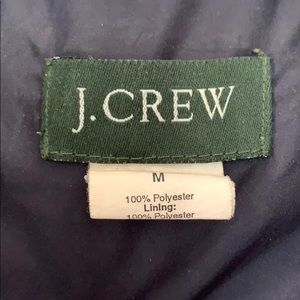 J.CREW
M
100% Polyester
Lining:
100% Polyester